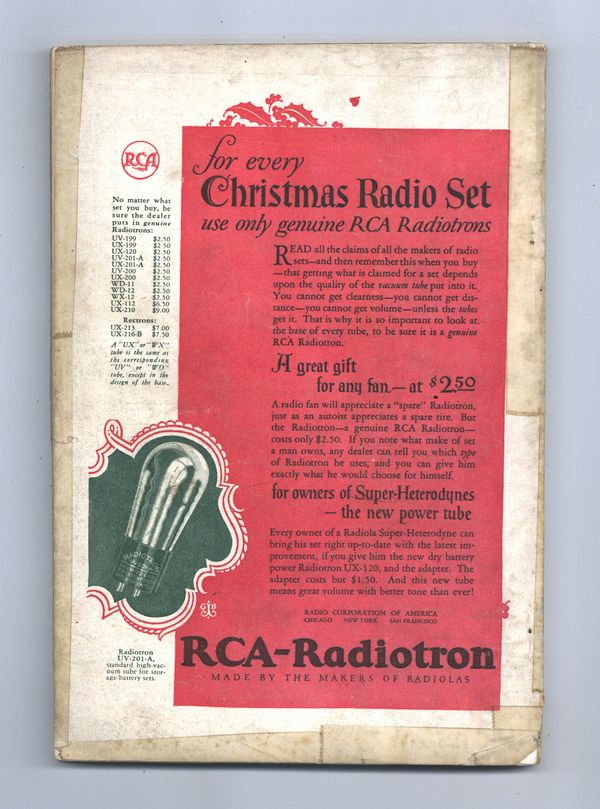 RCA
No matter what
set you buy, be
sure the dealer
puts in genuine
Radiotrons:
UV-199 $2.50
UX-199 $2.50
UX-120 $2.50
UV-201-A $2.50
UX-201-A $2.50
UV-200 $2.50
UX-200 $2.50
WD-11 $2.50
WD-12 $2.50
WX-12 $2.50
UX-112 $6.50
UX-210 $9.00
Rectrons:
UX-213 $7.00
UX-216-B $7.50
A "UX" or "WX"
tube is the same as
the corresponding
"UV" or "WD"
tube, except in the
design of the base.
for every
Christmas Radio Set
use only genuine RCA Radiotrons
READ all the claims of all the makers of radio
sets—and then remember this when you buy
—that getting what is claimed for a set depends
upon the quality of the vacuum tube put into it.
You cannot get clearness—you cannot get dis-
tance—you cannot get volume—unless the tubes
get it. That is why it is so important to look at
the base of every tube, to be sure it is a genuine
RCA Radiotron.
A great gift
for any fan—at $2.50
A radio fan will appreciate a "spare" Radiotron,
just as an autoist appreciates a spare tire. But
the Radiotron—a genuine RCA Radiotron—
costs only $2.50. If you note what make of set
a man owns, any dealer can tell you which type
of Radiotron he uses, and you can give him
exactly what he would choose for himself.
for owners of Super-Heterodynes
—the new power tube
Every owner of a Radiola Super-Heterodyne can
bring his set right up-to-date with the latest im-
provement, if you give him the new dry battery
power Radiotron UX-120, and the adapter. The
adapter costs but $1.50. And this new tube
means great volume with better tone than ever!
RADIO CORPORATION OF AMERICA
CHICAGO NEW YORK SAN FRANCISCO
RADIOTRON
GJB
Radiotron
UV-201-A,
standard high-vac-
uum tube for stor-
age battery sets.
RCA-Radiotron
MADE BY THE MAKERS OF RADIOLAS